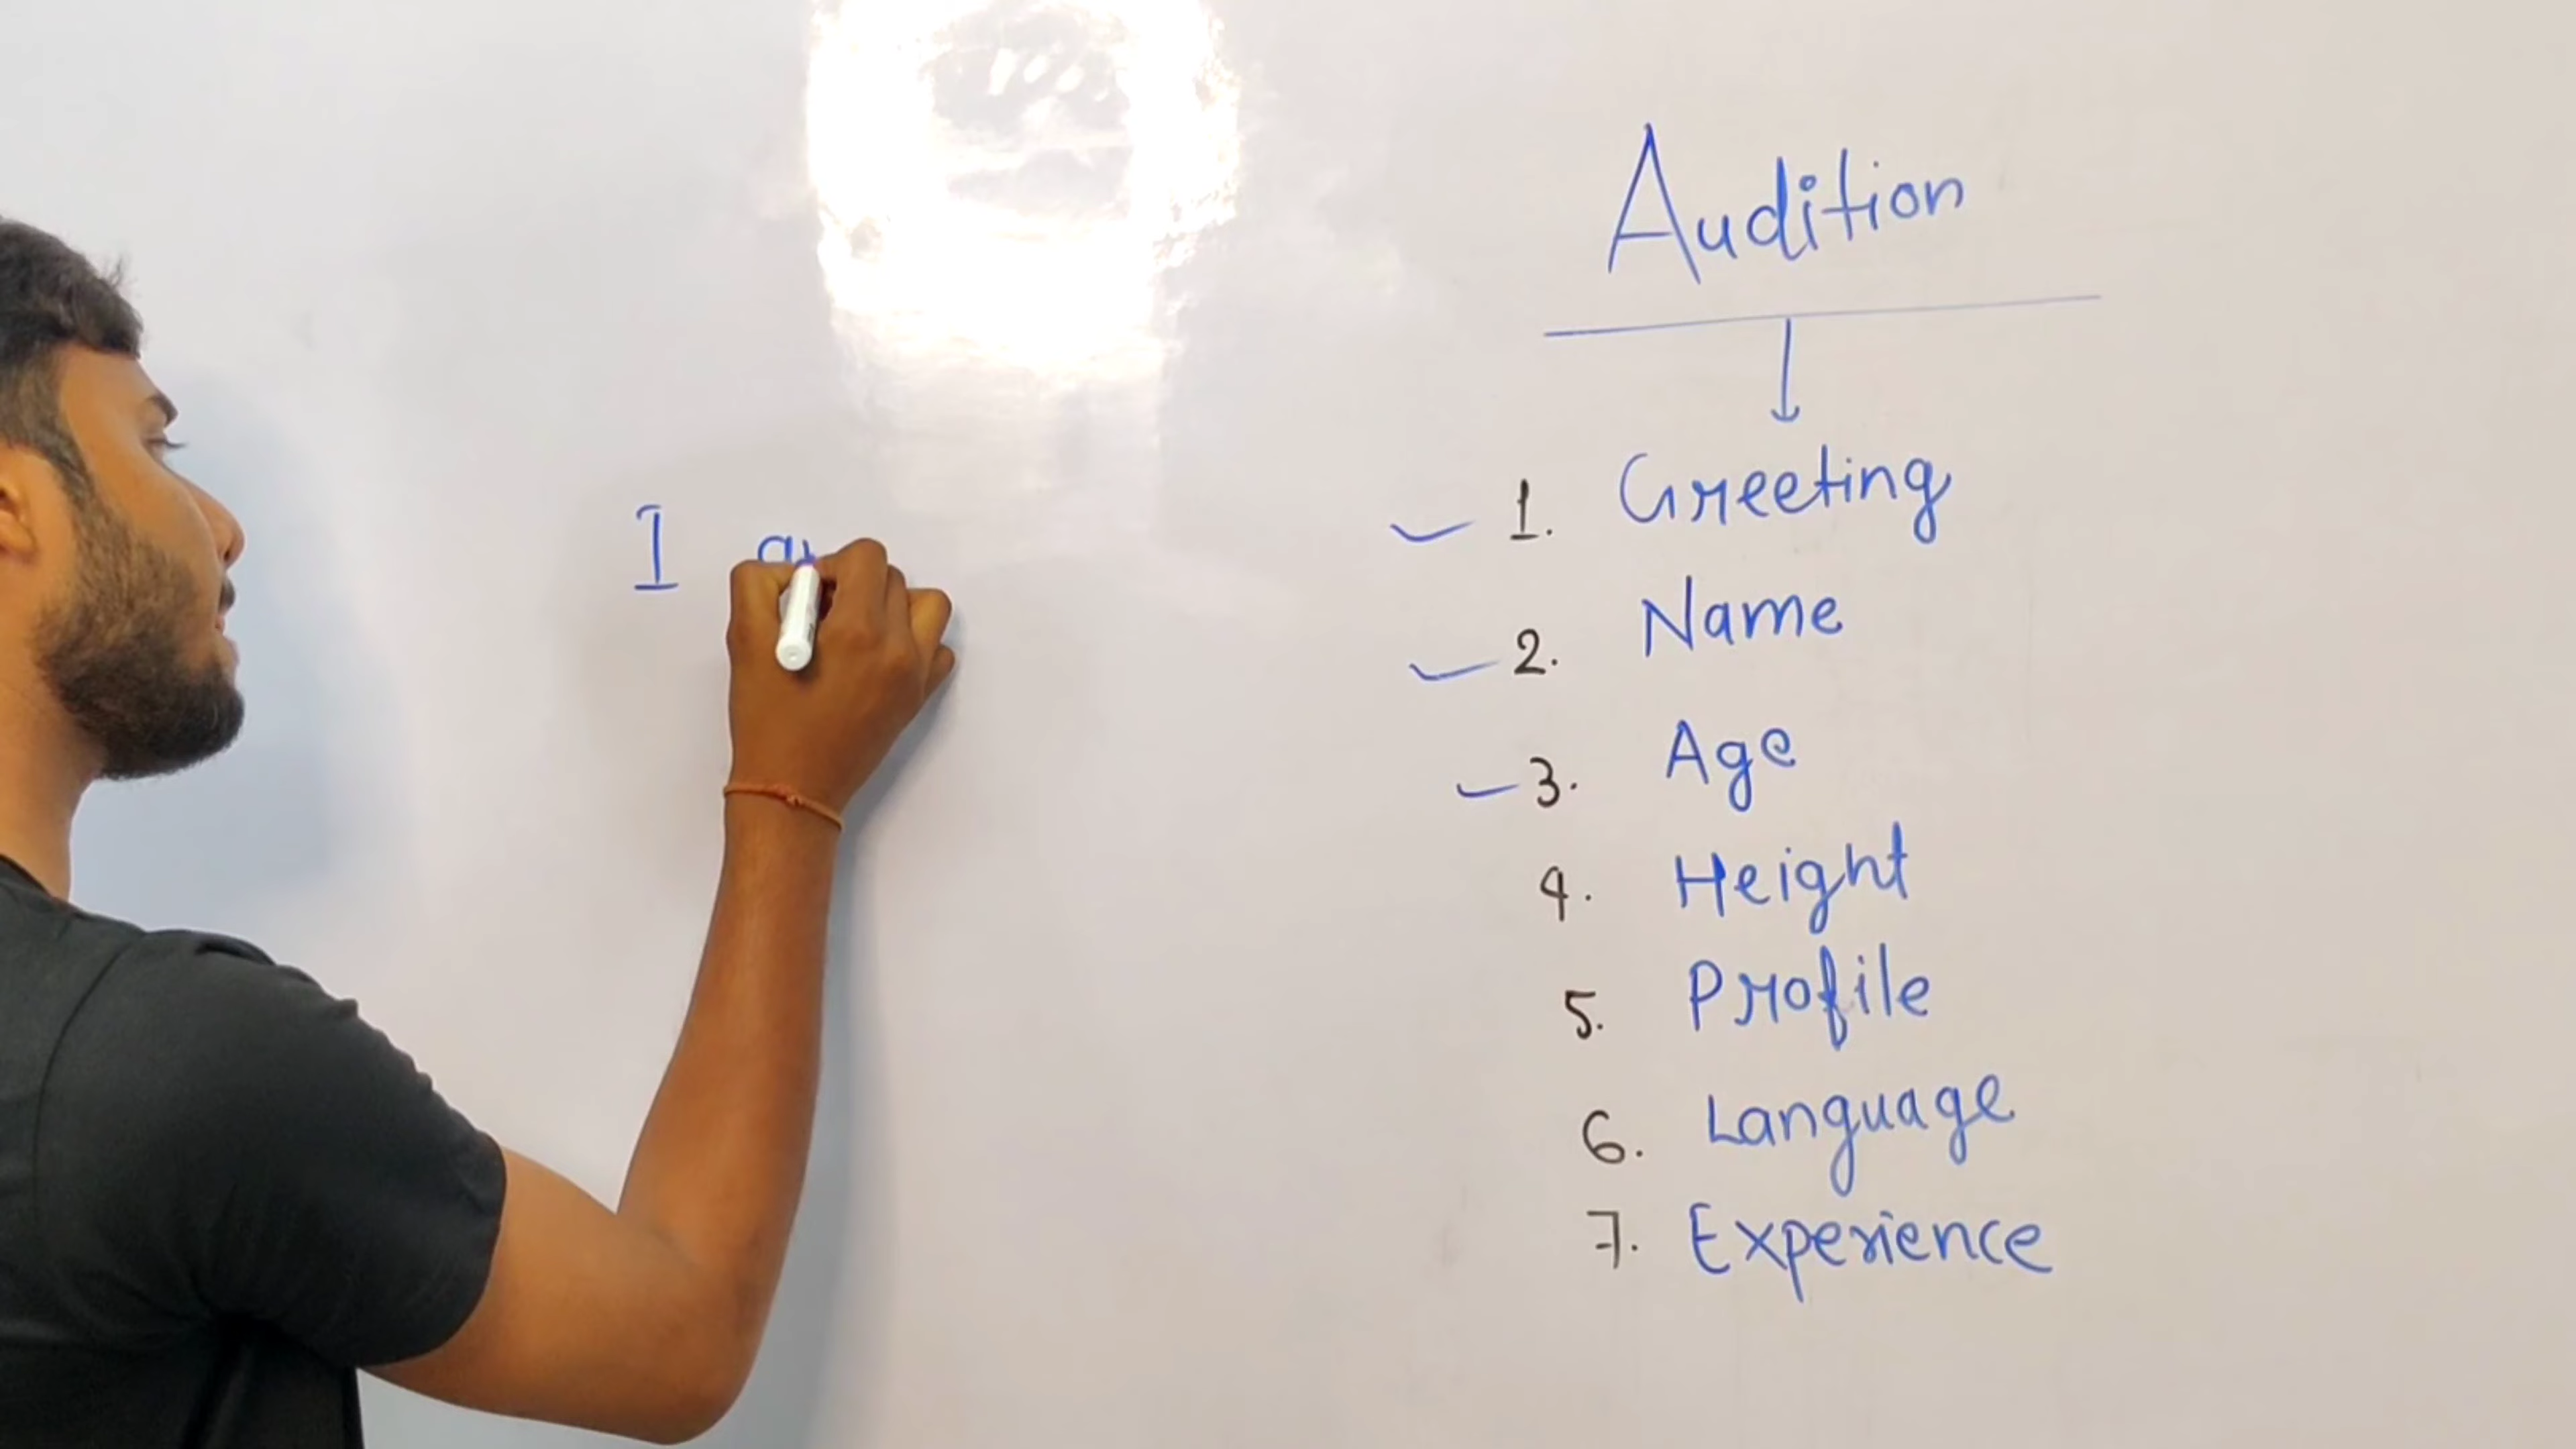 Audition
1. Greeting
2. Name
3. Age
4. Height
5. Profile
6. Language
7. Experience
I